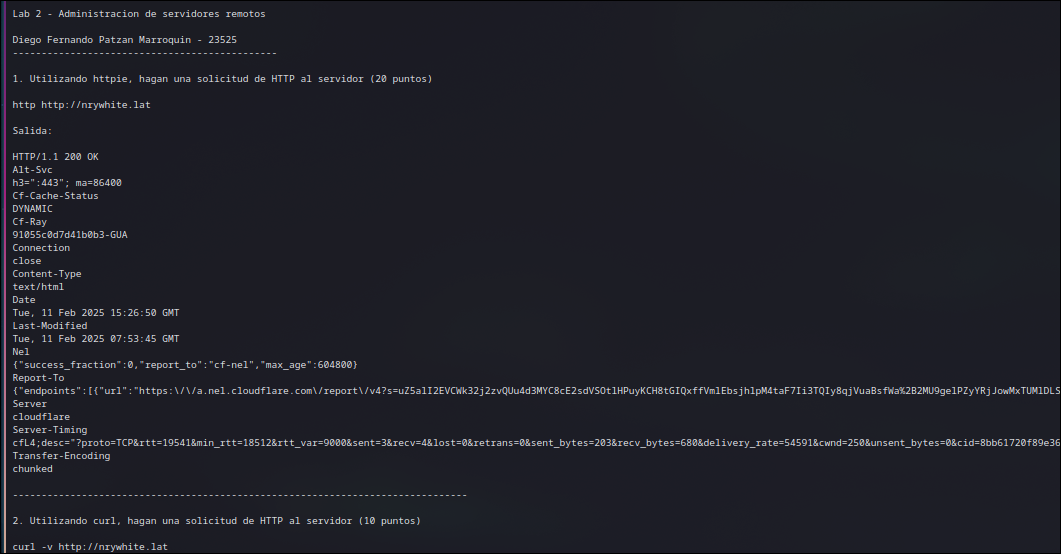 Lab 2 - Administracion de servidores remotos
Diego Fernando Patzan Marroquin - 23525
-----------------------------------------------
1. Utilizando httpie, hagan una solicitud de HTTP al servidor (20 puntos)
http http://nrywhite.lat
Salida:
HTTP/1.1 200 OK
Alt-Svc
h3=":443"; ma=86400
Cf-Cache-Status
DYNAMIC
Cf-Ray
91055c0d7d41b0b3-GUA
Connection
close
Content-Type
text/html
Date
Tue, 11 Feb 2025 15:26:50 GMT
Last-Modified
Tue, 11 Feb 2025 07:53:45 GMT
Nel
{"success_fraction":0,"report_to":"cf-nel","max_age":604800}
Report-To
{"endpoints":[{"url":"https:\/\/a.nel.cloudflare.com\/report\/v4?s=
Server
cloudflare
Server-Timing
cfL4;desc="?proto=TCP&rtt=19541&min_rtt=18512&rtt_var=9000&sent=3&recv=4&lost=0&retrans=0&sent_bytes=203&recv_bytes=680&delivery_rate=54591&cwnd=250&unsent_bytes=0&cid=8bb61720f89e36
Transfer-Encoding
chunked
---------------------------------------------------------------------------------
2. Utilizando curl, hagan una solicitud de HTTP al servidor (10 puntos)
curl -v http://nrywhite.lat